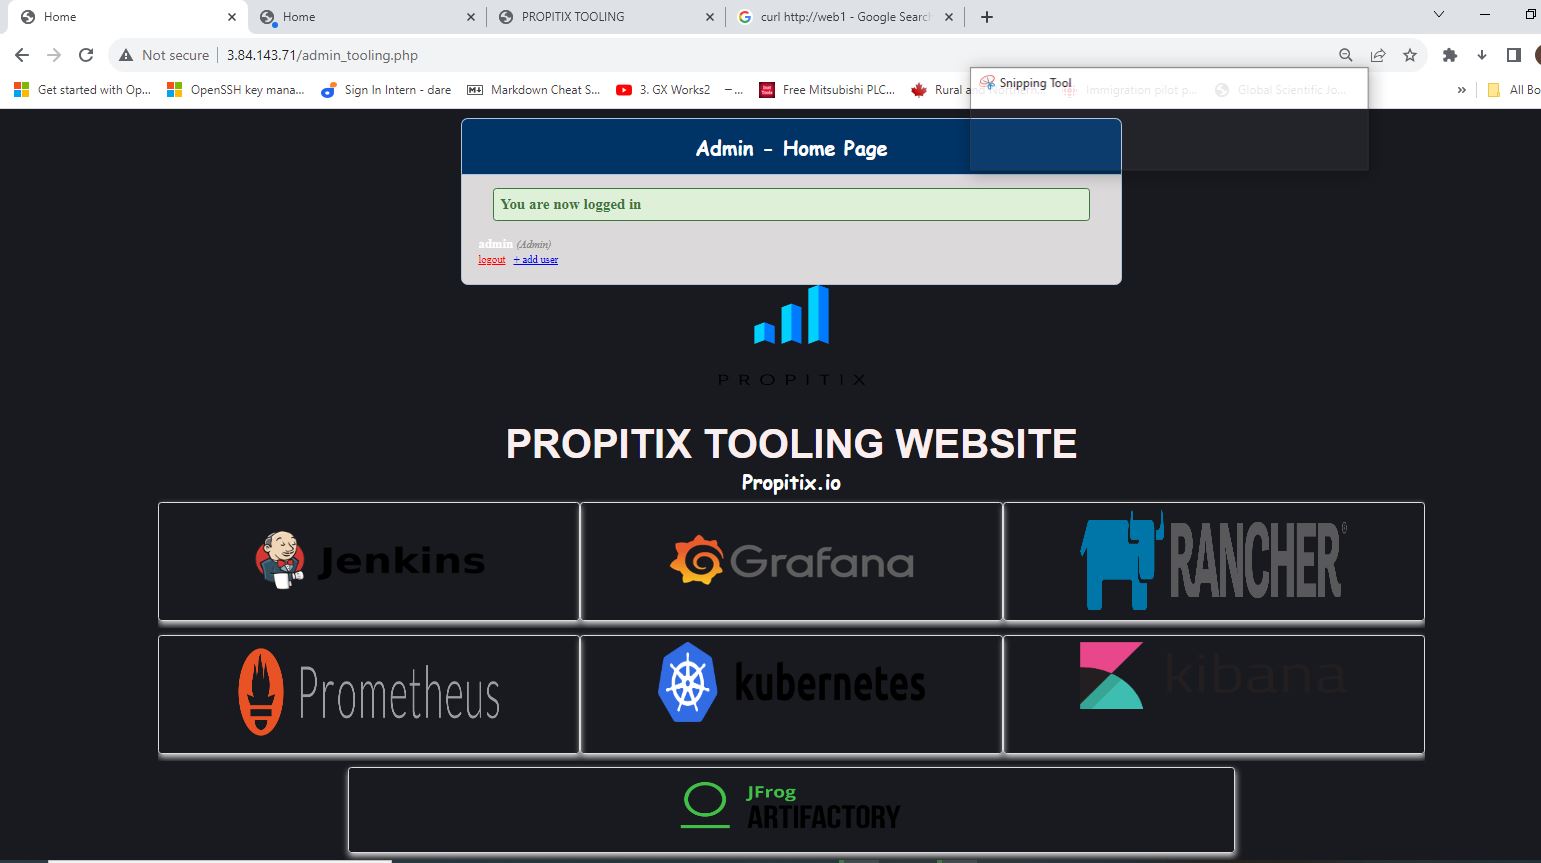 Home
Home
PROPITIX TOOLING
curl http://web1 - Google Searc
Not secure
3.84.143.71/admin_tooling.php
Get started with Op...
OpenSSH key mana...
Sign In Intern - dare
Markdown Cheat S...
3. GX Works2 – ...
Free Mitsubishi PLC...
Rural a
Immigration pilot p...
Global Scientific Jo...
»
All Bo
Snipping Tool
Admin - Home Page
You are now logged in
admin (Admin)
logout + add user
PROPITIX
PROPITIX TOOLING WEBSITE
Propitix.io
Jenkins
Grafana
RANCHER®
Prometheus
kubernetes
kibana
JFrog
ARTIFACTORY